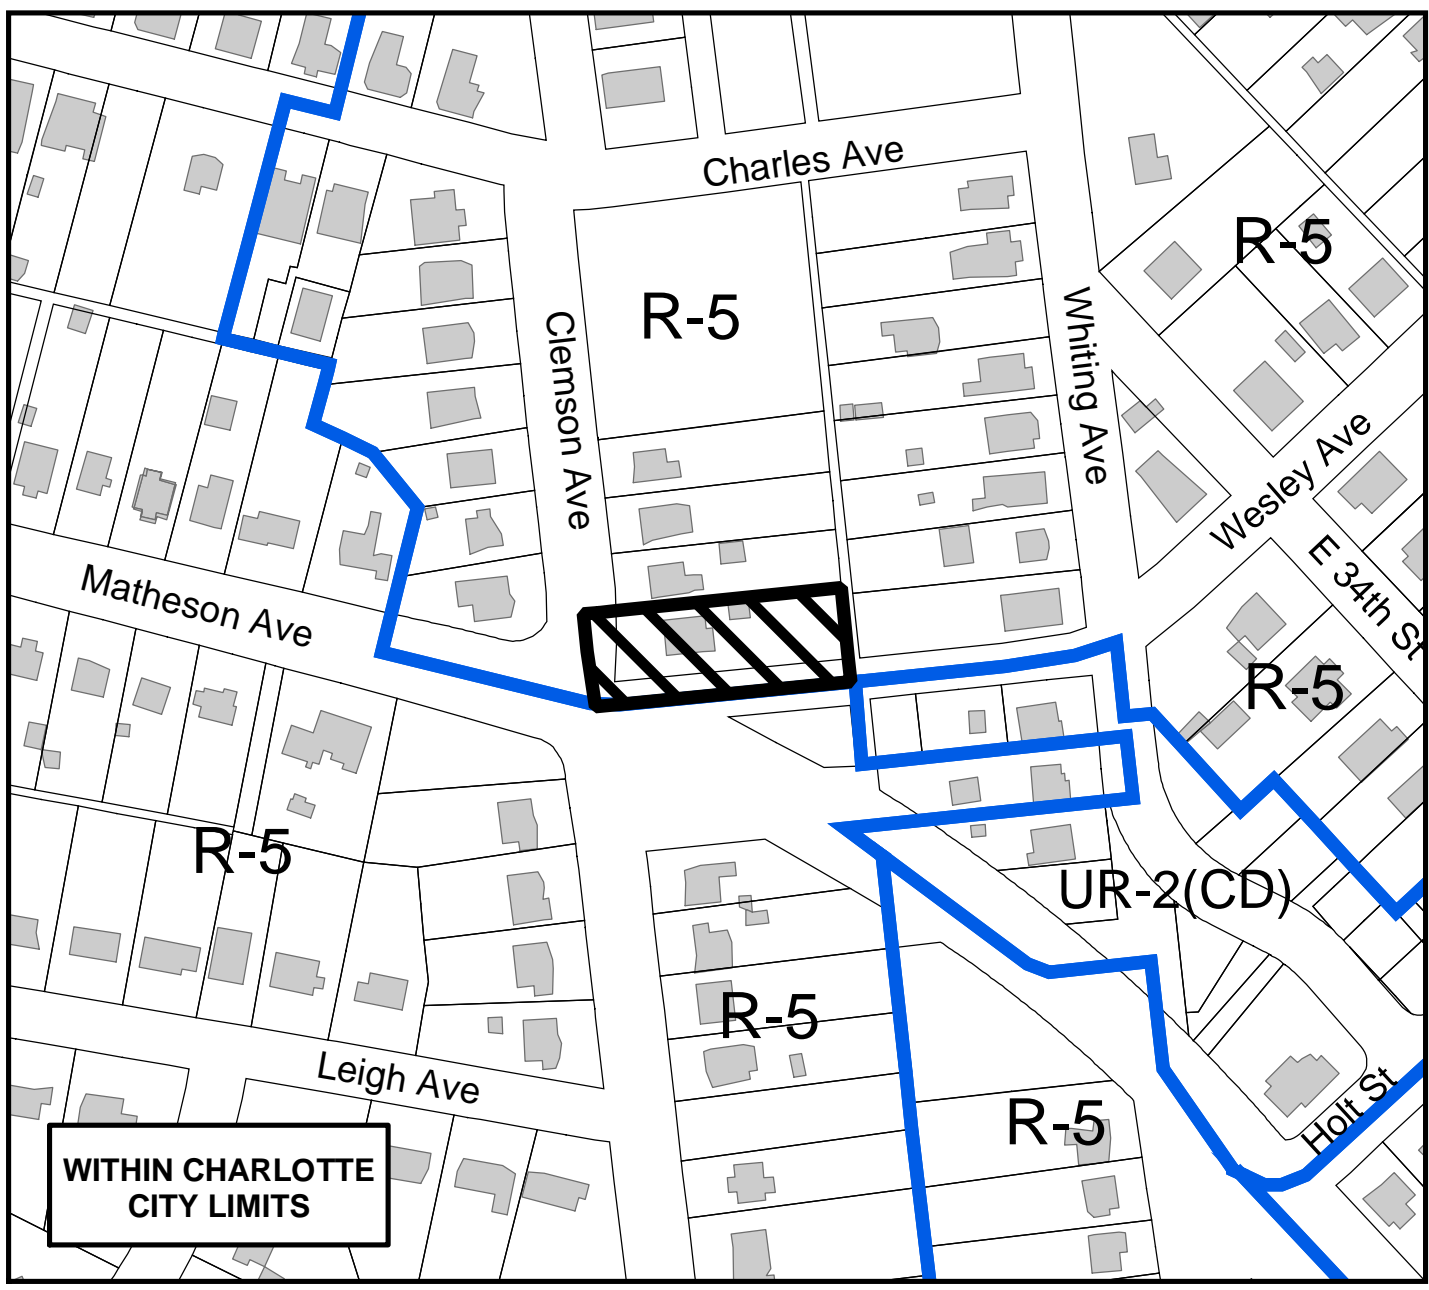 Charles Ave
R-5
R-5
Clemson Ave
Whiting Ave
Wesley Ave
E 34th St
Matheson Ave
R-5
R-5
UR-2(CD)
R-5
Leigh Ave
R-5
Holt St
WITHIN CHARLOTTE
CITY LIMITS